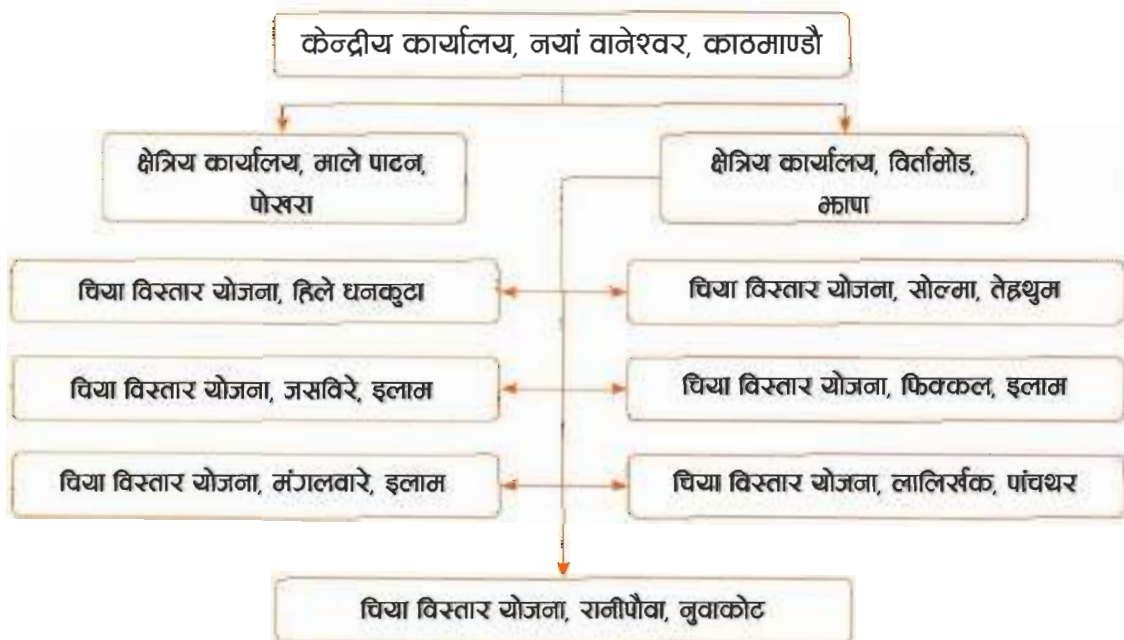 केन्द्रीय कार्यालय, नयां वानेश्वर, काठमाण्डौ
क्षेत्रिय कार्यालय, माले पाटन,
पोखरा
क्षेत्रिय कार्यालय, विर्तामोड,
झापा
चिया विस्तार योजना, हिले धनकुटा
चिया विस्तार योजना, सोल्मा, तेह्रथुम
चिया विस्तार योजना, जसविरे, इलाम
चिया विस्तार योजना, फिक्कल, इलाम
चिया विस्तार योजना, मंगलवारे, इलाम
चिया विस्तार योजना, लालिर्खक, पांचथर
चिया विस्तार योजना, रानीपौवा, नुवाकोट